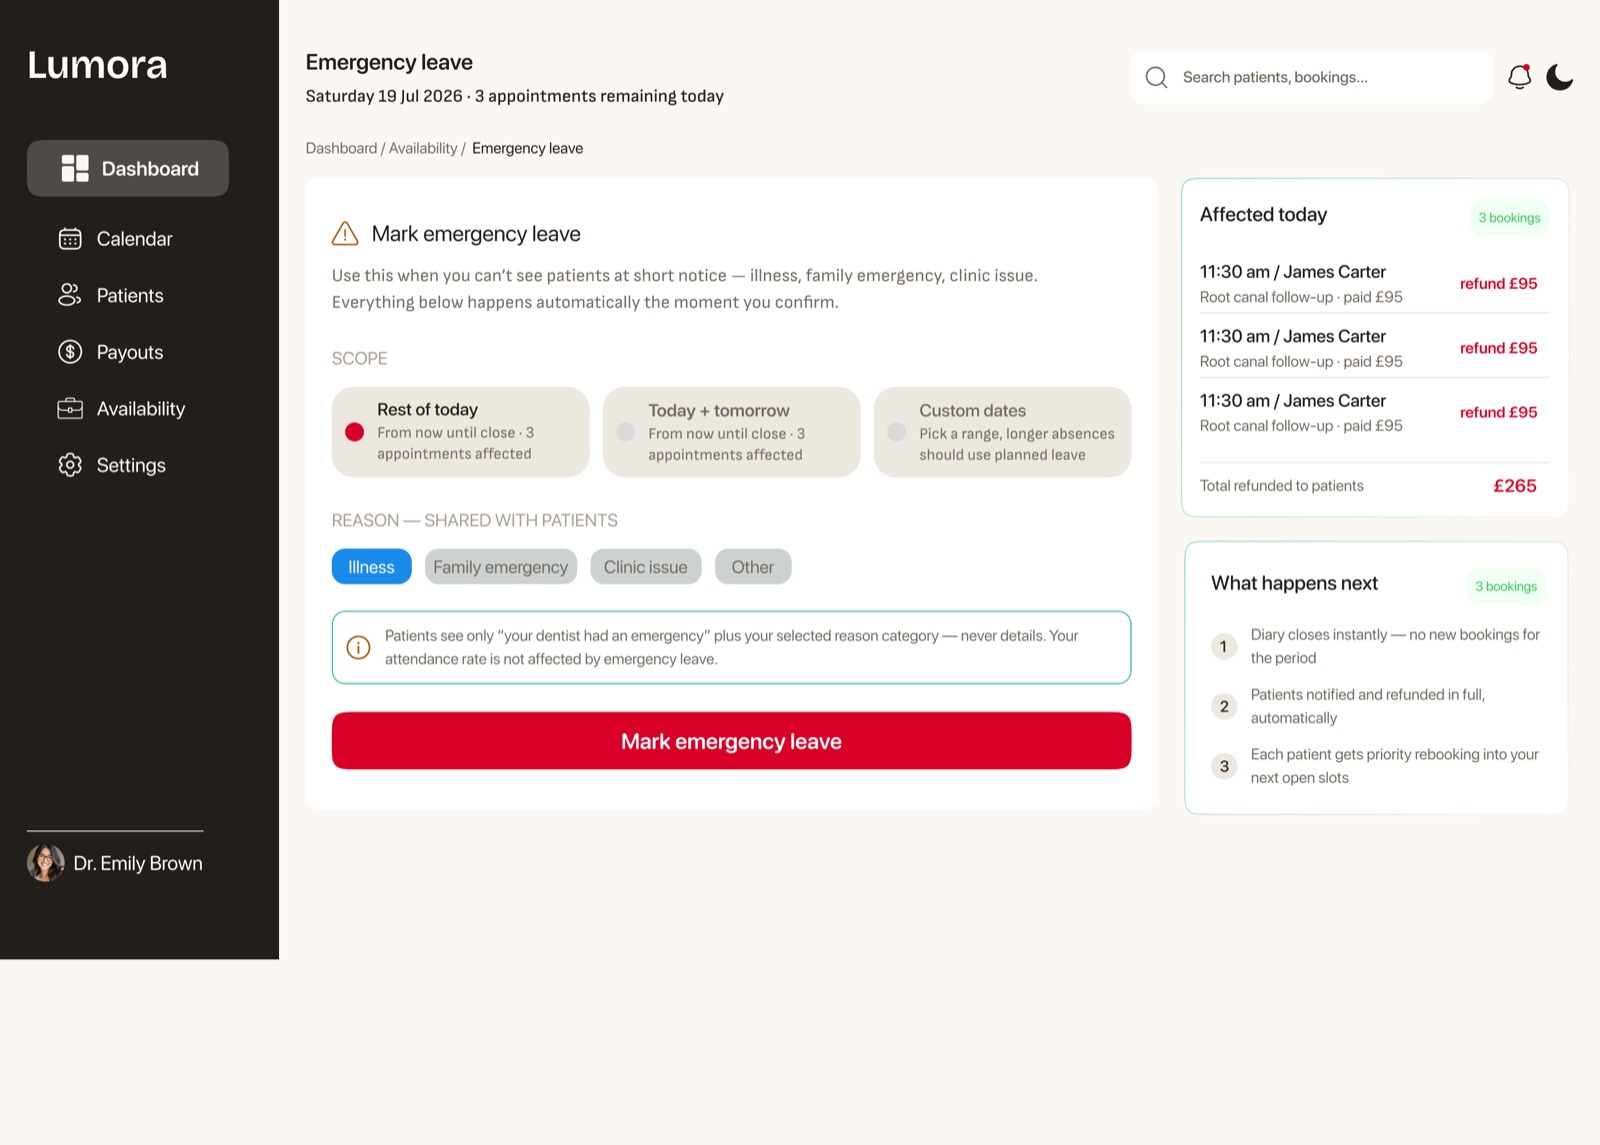 Lumora
Dashboard
Calendar
Patients
Payouts
Availability
Settings
Dr. Emily Brown
Emergency leave
Saturday 19 Jul 2026 · 3 appointments remaining today
Search patients, bookings...
Dashboard / Availability / Emergency leave
Mark emergency leave
Use this when you can’t see patients at short notice — illness, family emergency, clinic issue.
Everything below happens automatically the moment you confirm.
SCOPE
Rest of today
From now until close · 3
appointments affected
Today + tomorrow
From now until close · 3
appointments affected
Custom dates
Pick a range, longer absences
should use planned leave
REASON — SHARED WITH PATIENTS
Illness
Family emergency
Clinic issue
Other
Patients see only “your dentist had an emergency” plus your selected reason category — never details. Your
attendance rate is not affected by emergency leave.
Mark emergency leave
Affected today
3 bookings
11:30 am / James Carter
Root canal follow-up · paid £95
refund £95
11:30 am / James Carter
Root canal follow-up · paid £95
refund £95
11:30 am / James Carter
Root canal follow-up · paid £95
refund £95
Total refunded to patients
£265
What happens next
3 bookings
1
Diary closes instantly — no new bookings for
the period
2
Patients notified and refunded in full,
automatically
3
Each patient gets priority rebooking into your
next open slots